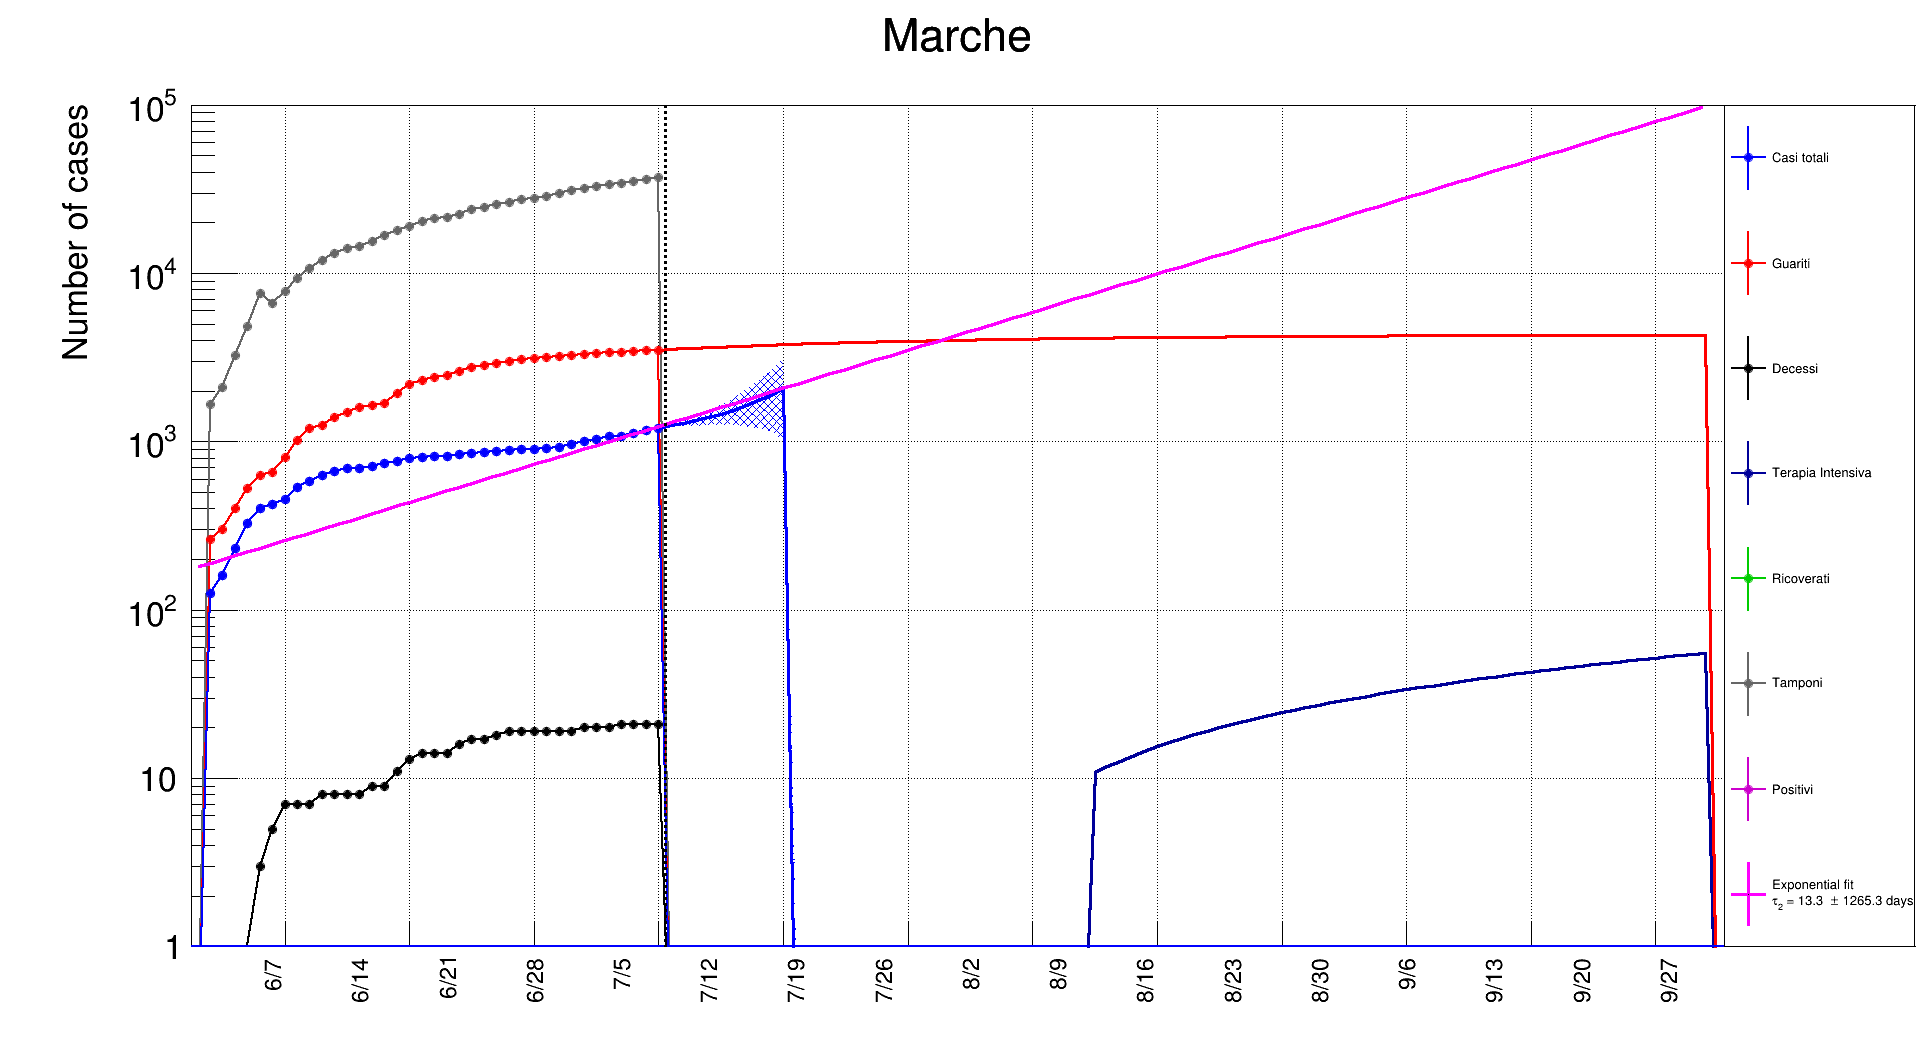 Marche
Number of cases
10^5
10^4
10^3
10^2
10
1
6/7
6/14
6/21
6/28
7/5
7/12
7/19
7/26
8/2
8/9
8/16
8/23
8/30
9/6
9/13
9/20
9/27
Casi totali
Guariti
Decessi
Terapia Intensiva
Ricoverati
Tamponi
Positivi
Exponential fit
τ_2 = 13.3 ± 1265.3 days